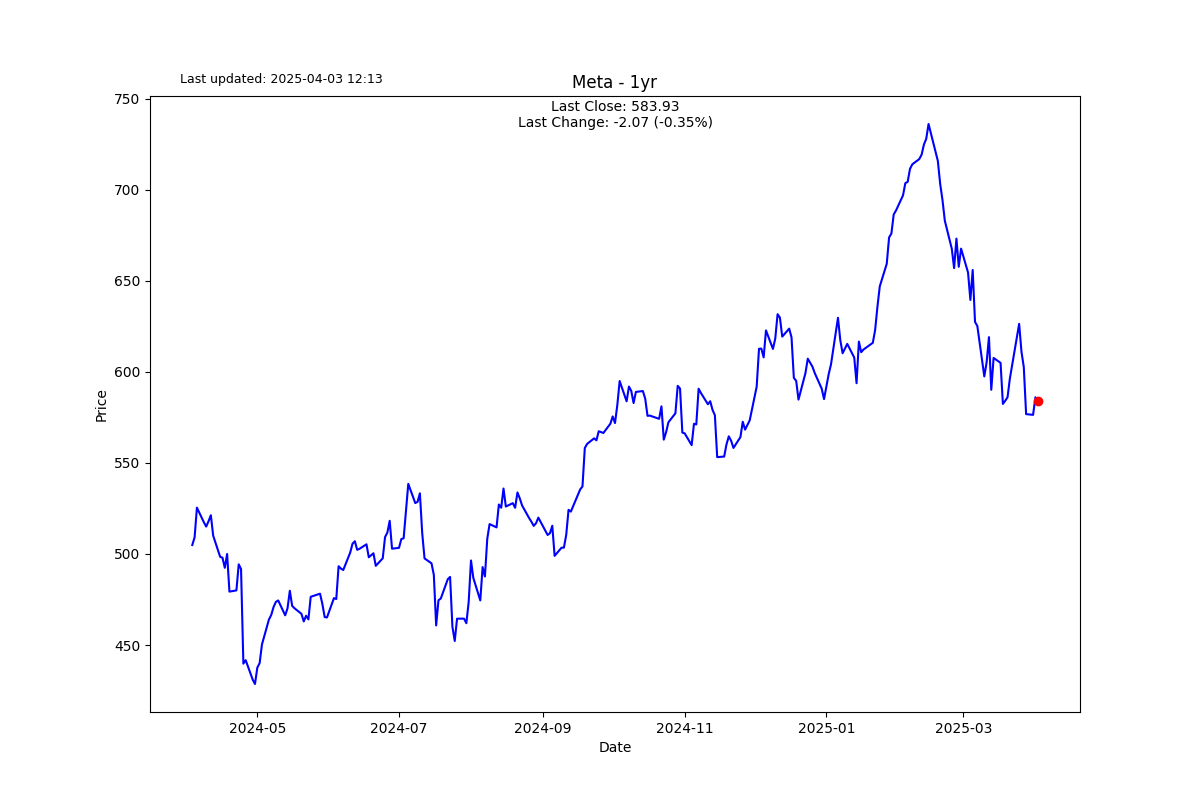 Last updated: 2025-04-03 12:13
Meta - 1yr
Last Close: 583.93
Last Change: -2.07 (-0.35%)
750
700
650
600
550
500
450
Price
2024-05
2024-07
2024-09
2024-11
2025-01
2025-03
Date